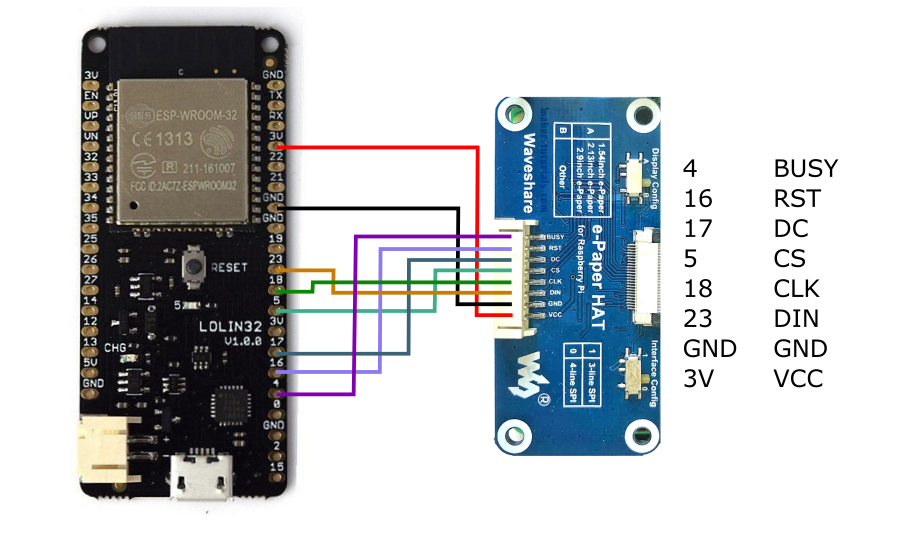 3V
EN
VP
VN
32
33
34
35
25
26
27
14
12
13
5V
GND
GND
TX
RX
3V
22
21
GND
19
23
18
5
3V
17
16
4
0
GND
2
15
C
ESP-WROOM-32
CE1313
R 211-161007
FCC ID:2AC7Z-ESPWROOM32
RESET
5
LOLIN32
V1.0.0
CHG
+
-
Waveshare
B A
Other
1.54inch e-Paper
2.13inch e-Paper
2.9inch e-Paper
Display Config
A
B
e-Paper HAT
for Raspberry Pi
BUSY
RST
DC
CS
CLK
DIN
GND
VCC
0 1
4-line SPI
3-line SPI
Interface Config
1
0
®
4 BUSY
16 RST
17 DC
5 CS
18 CLK
23 DIN
GND GND
3V VCC